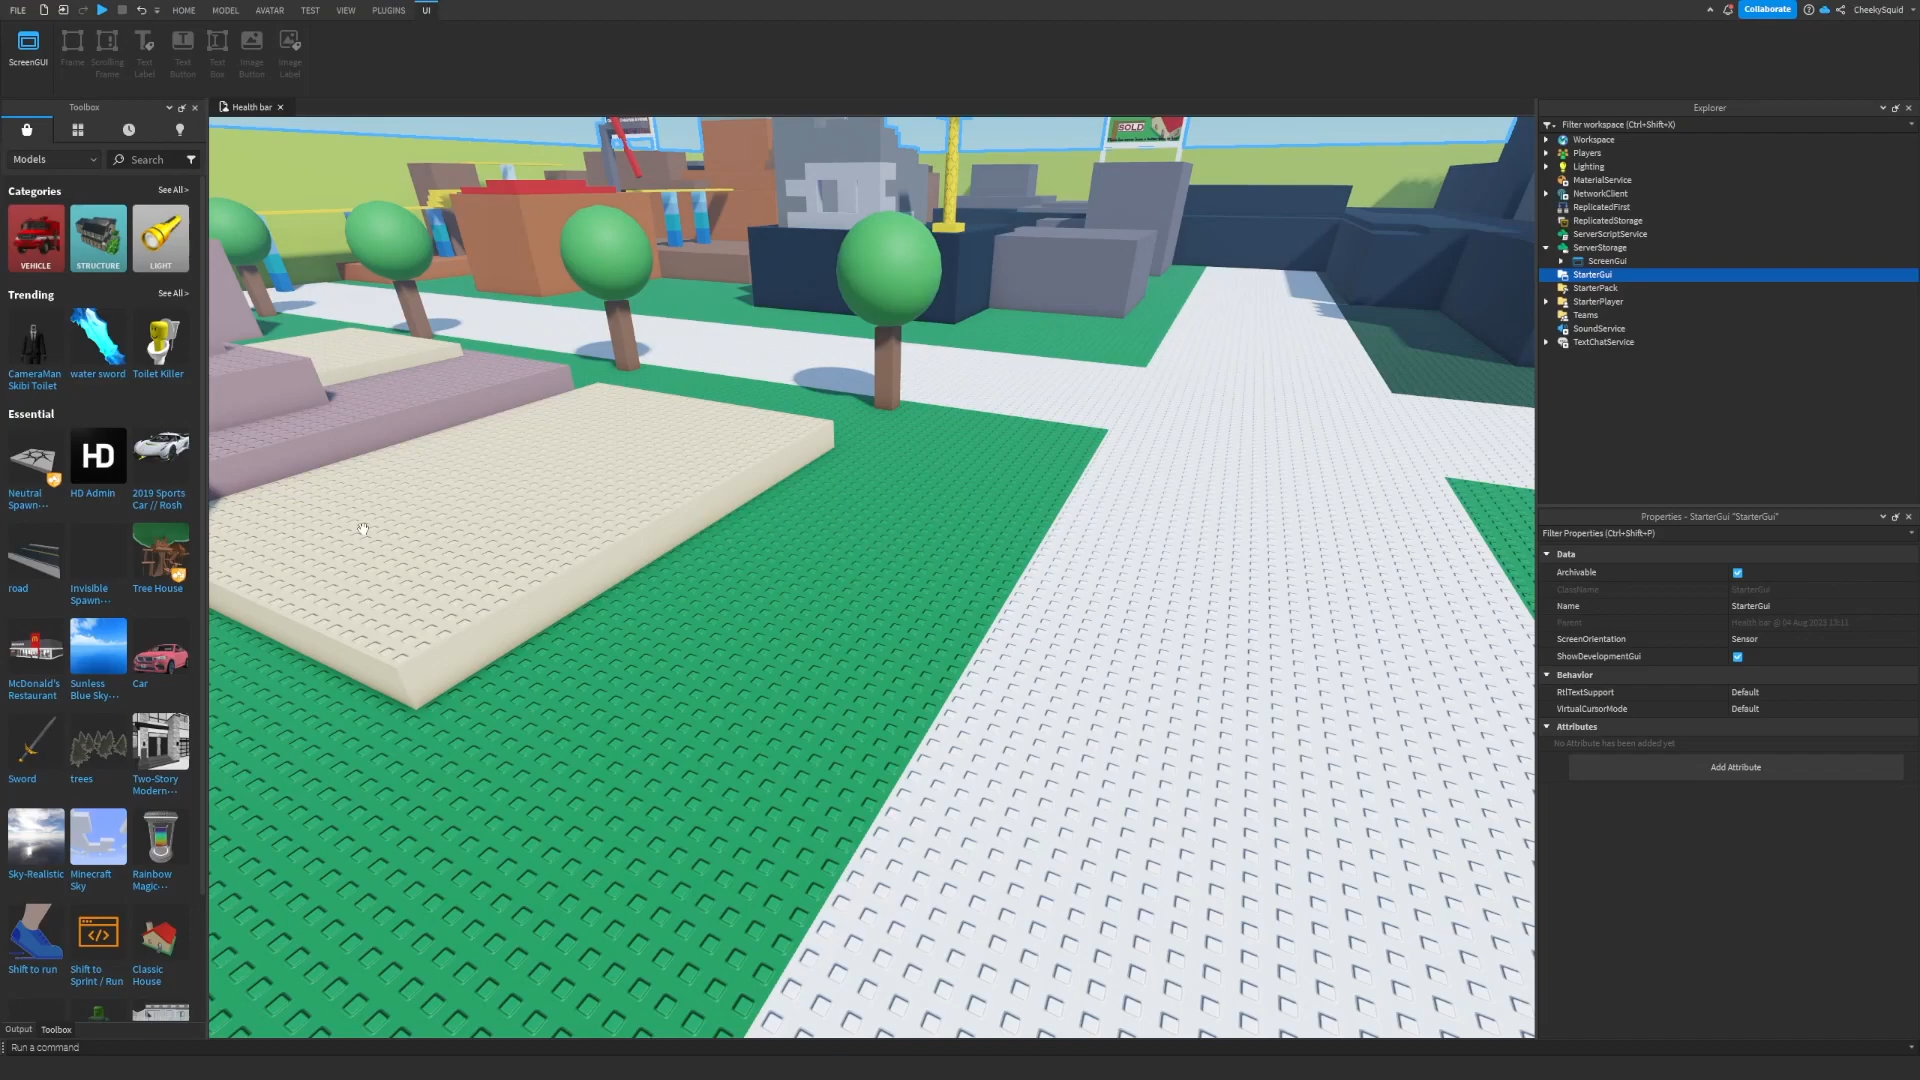 FILE HOME MODEL AVATAR TEST VIEW PLUGINS UI Collaborate CheekySquid
ScreenGUI
Frame
Scrolling Frame
Text Label
Text Button
Text Box
Image Button
Image Label
Toolbox
Health bar
Explorer
Models
Search
Categories See All>
VEHICLE STRUCTURE LIGHT
Trending See All>
CameraMan Skibi Toilet
water sword
Toilet Killer
Essential
HD
Neutral Spawn...
HD Admin
2019 Sports Car // Rosh
road
Invisible Spawn...
Tree House
McDonald's Restaurant
Sunless Blue Sky...
Car
Sword
trees
Two-Story Modern...
Sky-Realistic
Minecraft Sky
Rainbow Magic...
Shift to run
Shift to Sprint / Run
Classic House
Output Toolbox
Run a command
SOLD
Filter workspace (Ctrl+Shift+X)
Workspace
Players
Lighting
MaterialService
NetworkClient
ReplicatedFirst
ReplicatedStorage
ServerScriptService
ServerStorage
ScreenGui
StarterGui
StarterPack
StarterPlayer
Teams
SoundService
TextChatService
Properties - StarterGui "StarterGui"
Filter Properties (Ctrl+Shift+P)
Data
Archivable
ClassName StarterGui
Name StarterGui
Parent Health bar @ 04 Aug 2023 13:11
ScreenOrientation Sensor
ShowDevelopmentGui
Behavior
RtlTextSupport Default
VirtualCursorMode Default
Attributes
No Attribute has been added yet
Add Attribute